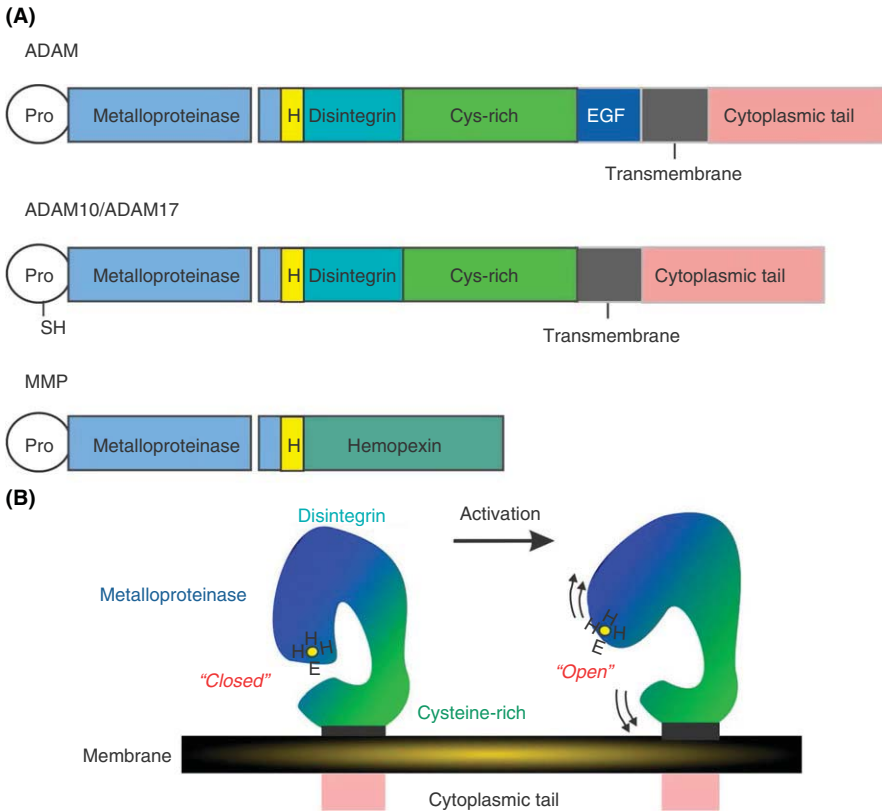 (A)
ADAM
Pro Metalloproteinase H Disintegrin Cys-rich EGF Cytoplasmic tail
Transmembrane
ADAM10/ADAM17
Pro Metalloproteinase H Disintegrin Cys-rich Cytoplasmic tail
SH
Transmembrane
MMP
Pro Metalloproteinase H Hemopexin
(B)
Disintegrin Activation
Metalloproteinase
H H H E
H H H E
"Closed" "Open"
Cysteine-rich
Membrane
Cytoplasmic tail